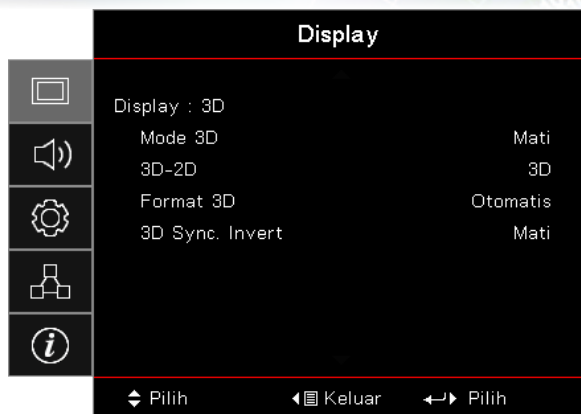 Display
Display : 3D
Mode 3D Mati
3D-2D 3D
Format 3D Otomatis
3D Sync. Invert Mati
Pilih Keluar Pilih